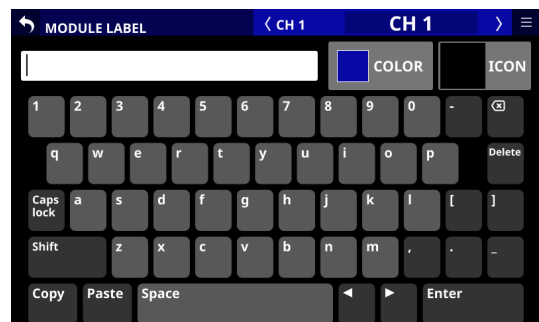 MODULE LABEL CH 1 CH 1
COLOR ICON
1 2 3 4 5 6 7 8 9 0 -
q w e r t y u i o p Delete
Caps lock a s d f g h j k l [ ]
Shift z x c v b n m , . _
Copy Paste Space Enter